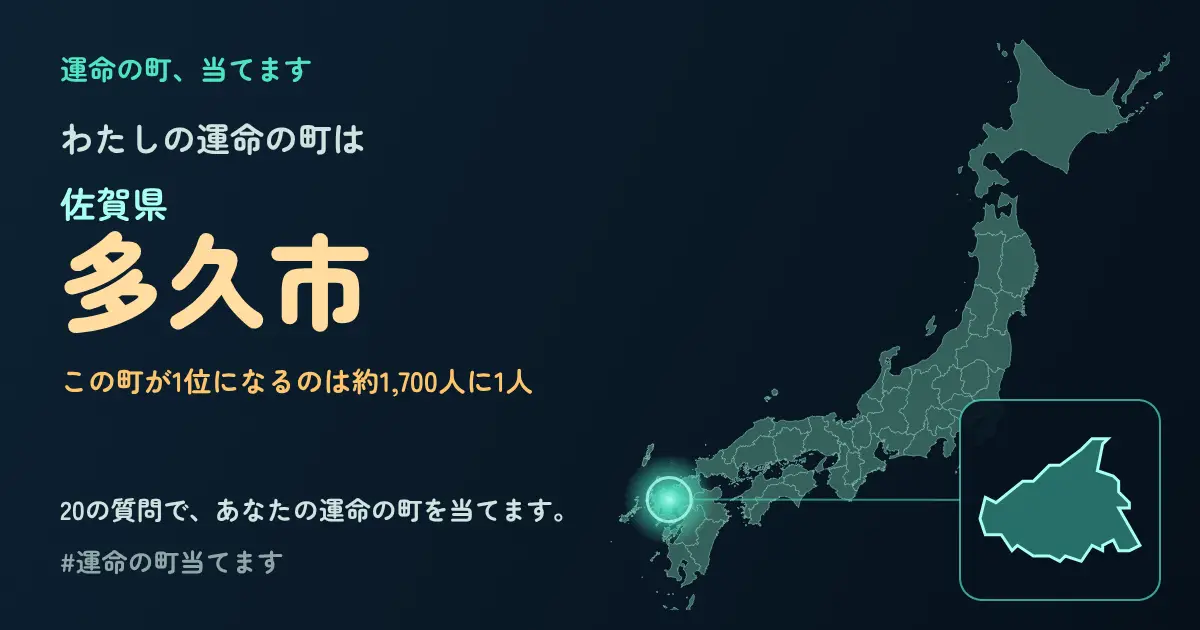 運命の町、当てます
わたしの運命の町は
佐賀県
多久市
この町が1位になるのは約1,700人に1人
20の質問で、あなたの運命の町を当てます。
#運命の町当てます